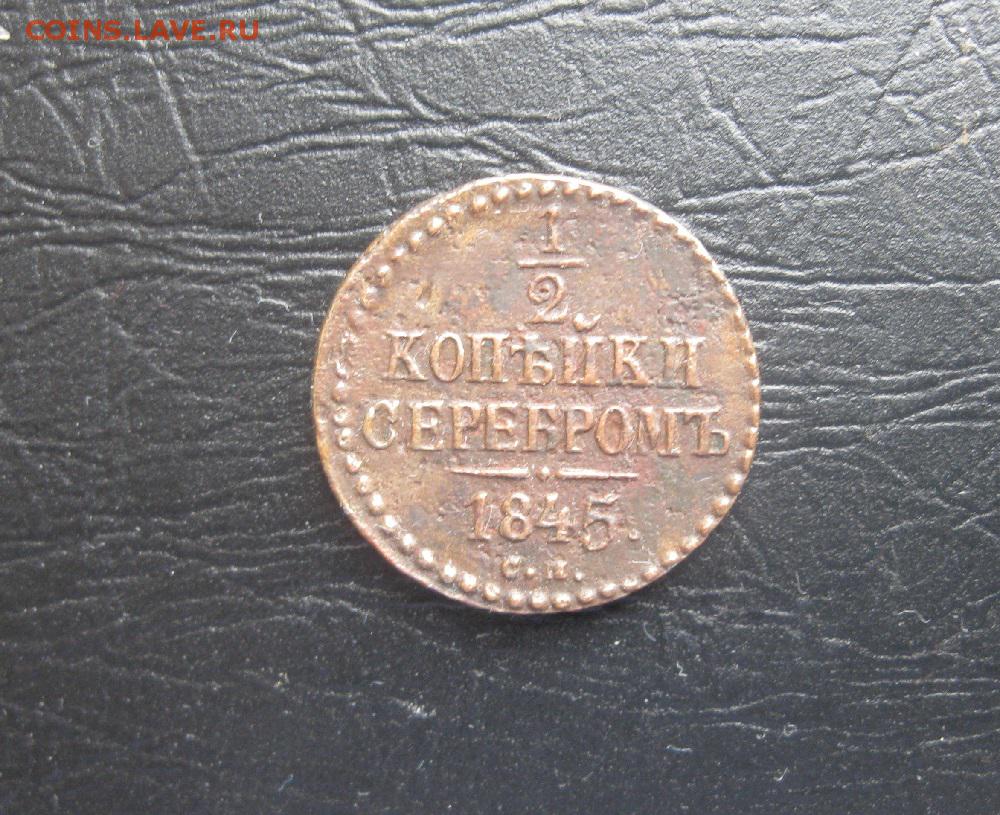 COINS.LAVE.RU
1
2
КОПѢЙКИ
СЕРЕБРОМЪ
1845.
С.М.